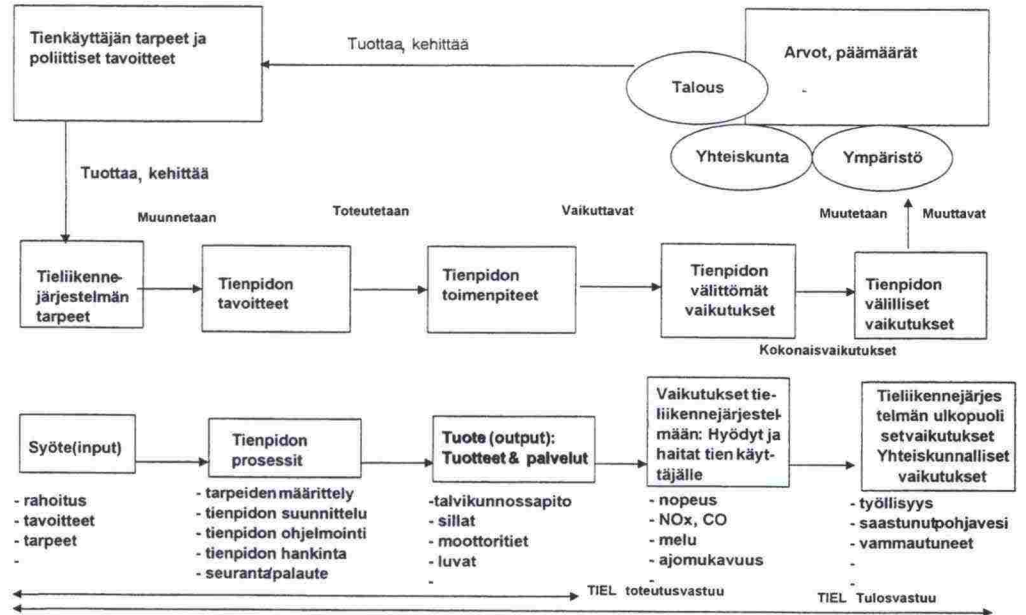 Tienkäyttäjän tarpeet ja
poliittiset tavoitteet
Tuottaa, kehittää
Arvot, päämäärät
-
Talous
Yhteiskunta
Ympäristö
Tuottaa, kehittää
Muunnetaan
Toteutetaan
Vaikuttavat
Muutetaan
Muuttavat
Tieliikenne-
järjestelmän
tarpeet
Tienpidon
tavoitteet
Tienpidon
toimenpiteet
Tienpidon
välittömät
vaikutukset
Tienpidon
välilliset
vaikutukset
Kokonaisvaikutukset
Syöte(input)
- rahoitus
- tavoitteet
- tarpeet
-
Tienpidon
prosessit
- tarpeiden määrittely
- tienpidon suunnittelu
- tienpidon ohjelmointi
- tienpidon hankinta
- seuranta/palaute
Tuote (output):
Tuotteet & palvelut
-talvikunnossapito
- sillat
- moottoritiet
- luvat
-
Vaikutukset tie-
liikennejärjestel-
mään: Hyödyt ja
haitat tien käyt-
täjälle
- nopeus
- NOx, CO
- melu
- ajomukavuus
-
Tieliikennejärjes
telmän ulkopuoli
setvaikutukset
Yhteiskunnalliset
vaikutukset
- työllisyys
- saastunutpohjavesi
- vammautuneet
-
-
TIEL toteutusvastuu
TIEL Tulosvastuu